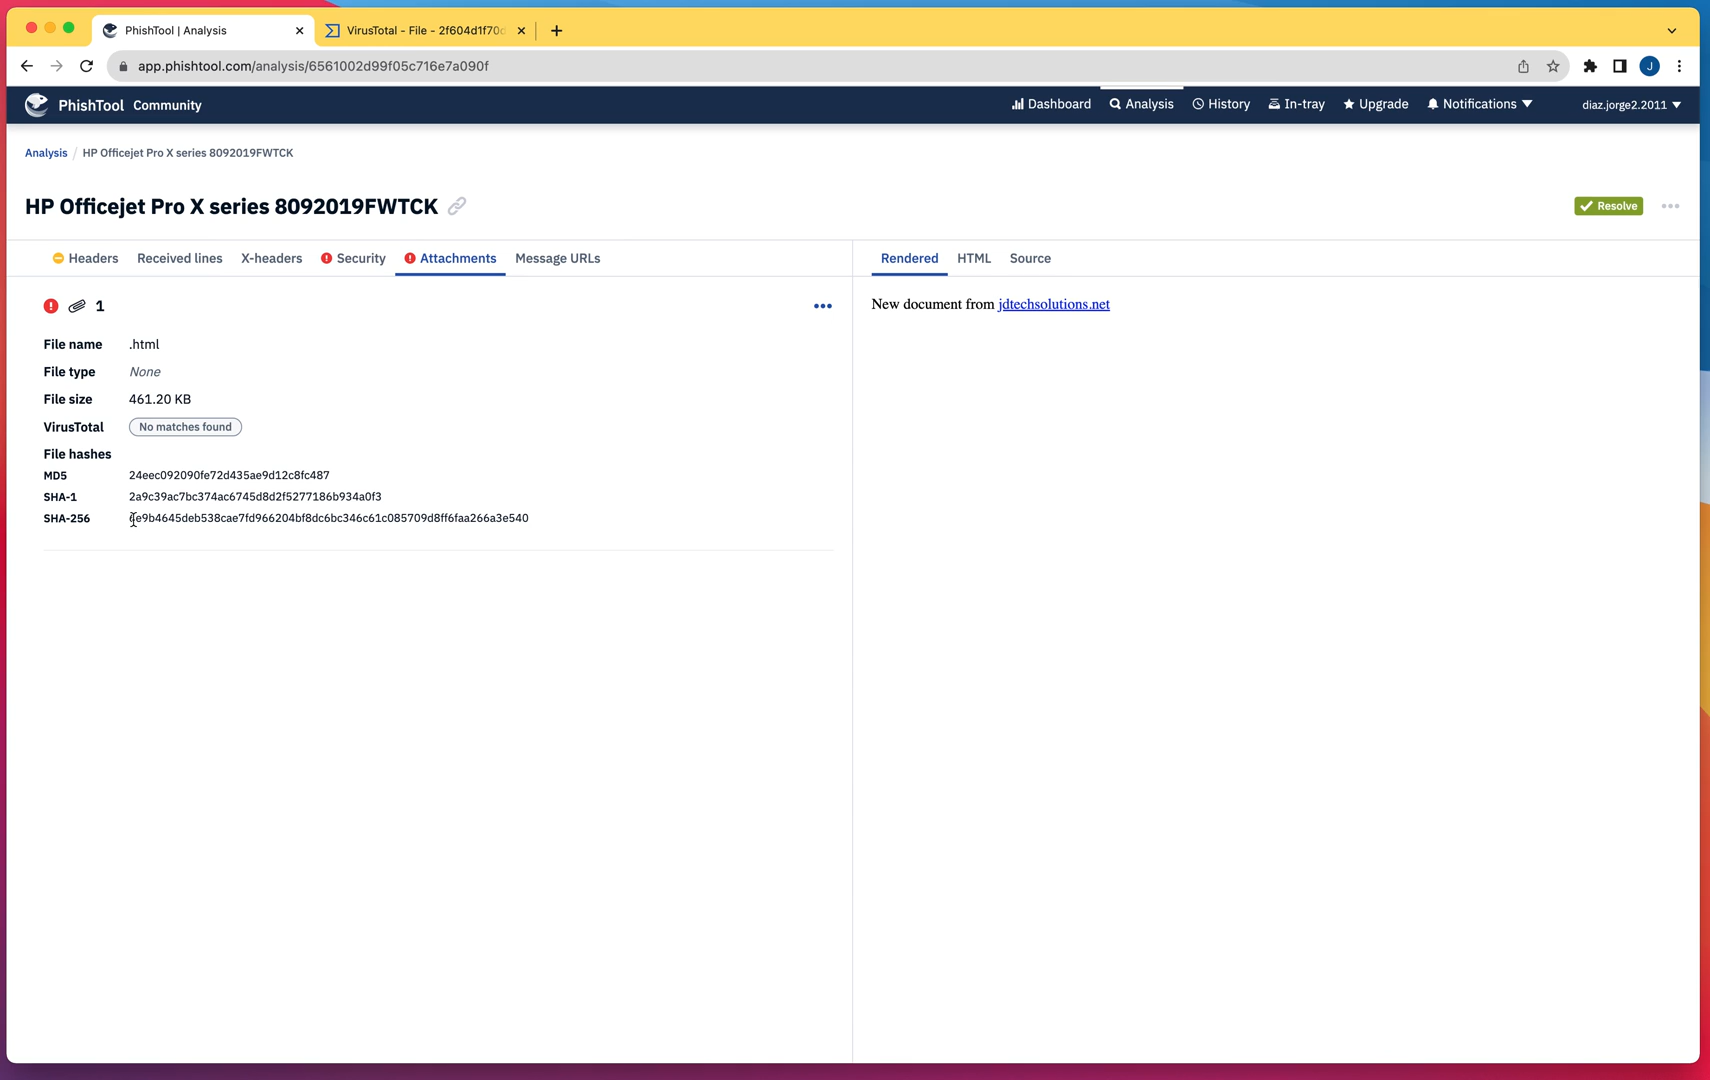 PhishTool | Analysis
VirusTotal - File - 2f604d1f70
app.phishtool.com/analysis/6561002d99f05c716e7a090f
J
PhishTool Community
Dashboard Analysis History In-tray Upgrade Notifications diaz.jorge2.2011
Analysis / HP Officejet Pro X series 8092019FWTCK
HP Officejet Pro X series 8092019FWTCK
Resolve
Headers Received lines X-headers Security Attachments Message URLs
Rendered HTML Source
1
New document from jdtechsolutions.net
File name .html
File type None
File size 461.20 KB
VirusTotal No matches found
File hashes
MD5 24eec092090fe72d435ae9d12c8fc487
SHA-1 2a9c39ac7bc374ac6745d8d2f5277186b934a0f3
SHA-256